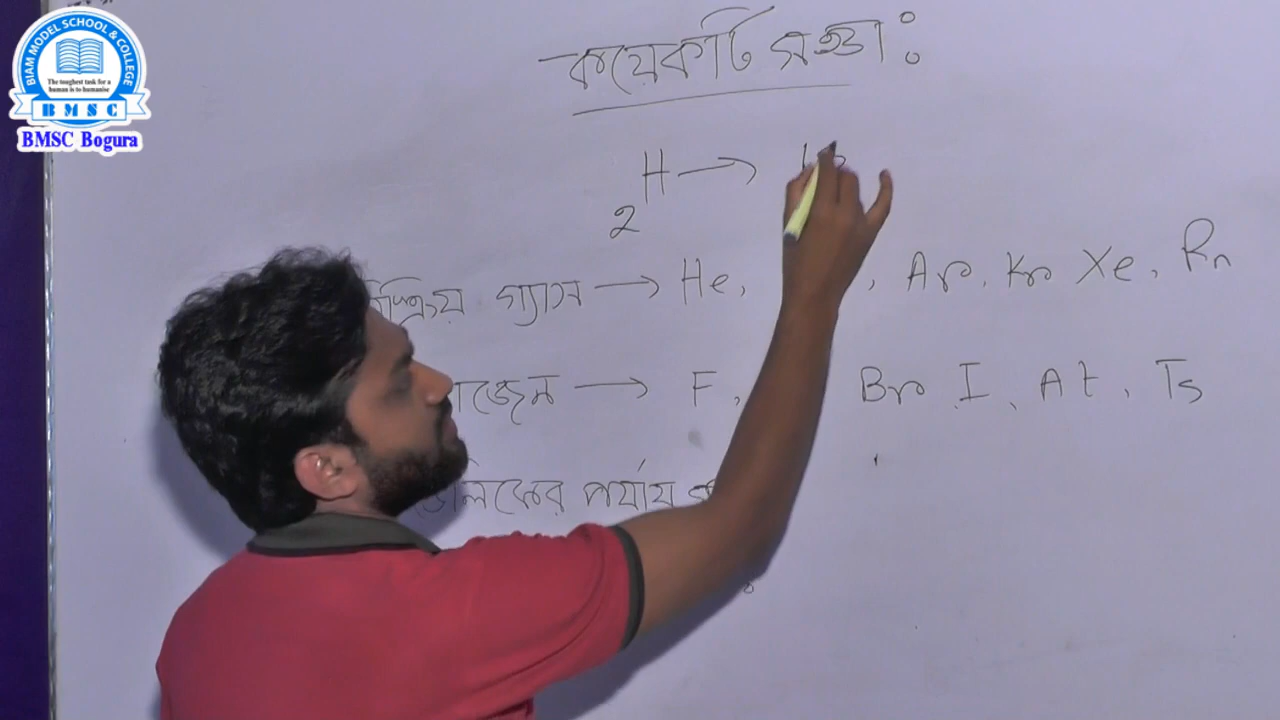 BIAM MODEL SCHOOL & COLLEGE
The toughest task for a
human is to humanise
BMSC
BMSC Bogura
কয়েকটি সজ্ঞা :
2H →
গ্যাস → He, , Ar, Kr Xe, Rn
→ F, Br I, At, Ts
পর্যায়